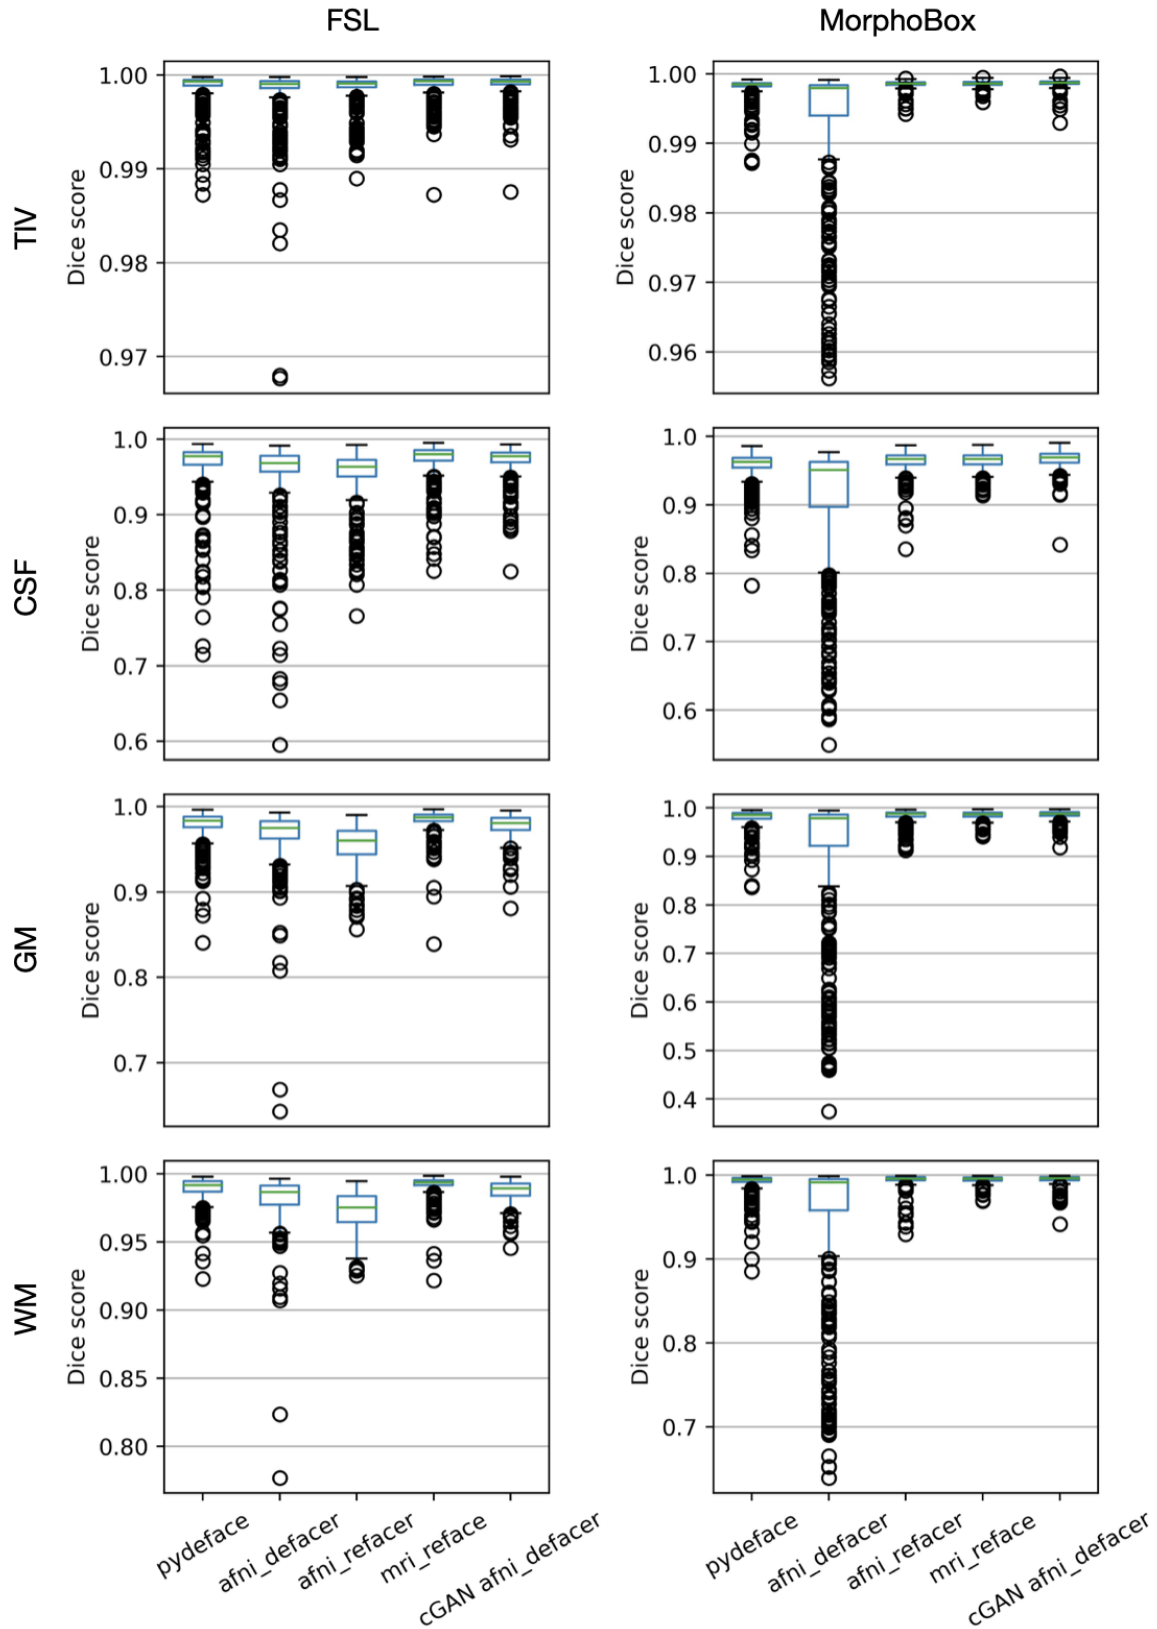 FSL MorphoBox
TIV
Dice score
1.00
0.99
0.98
0.97
Dice score
1.00
0.99
0.98
0.97
0.96
CSF
Dice score
1.0
0.9
0.8
0.7
0.6
Dice score
1.0
0.9
0.8
0.7
0.6
GM
Dice score
1.0
0.9
0.8
0.7
Dice score
1.0
0.9
0.8
0.7
0.6
0.5
0.4
WM
Dice score
1.00
0.95
0.90
0.85
0.80
Dice score
1.0
0.9
0.8
0.7
pydeface
afni_defacer
afni_refacer
mri_reface
cGAN afni_defacer
pydeface
afni_defacer
afni_refacer
mri_reface
cGAN afni_defacer